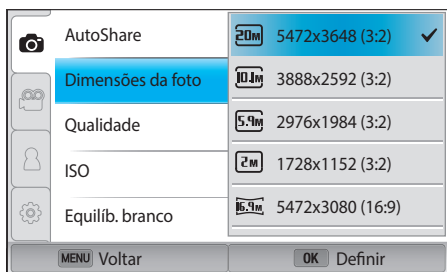 AutoShare
Dimensões da foto
Qualidade
ISO
Equilíb. branco
20M 5472x3648 (3:2)
10.1M 3888x2592 (3:2)
5.9M 2976x1984 (3:2)
2M 1728x1152 (3:2)
16.9M 5472x3080 (16:9)
MENU Voltar
OK Definir